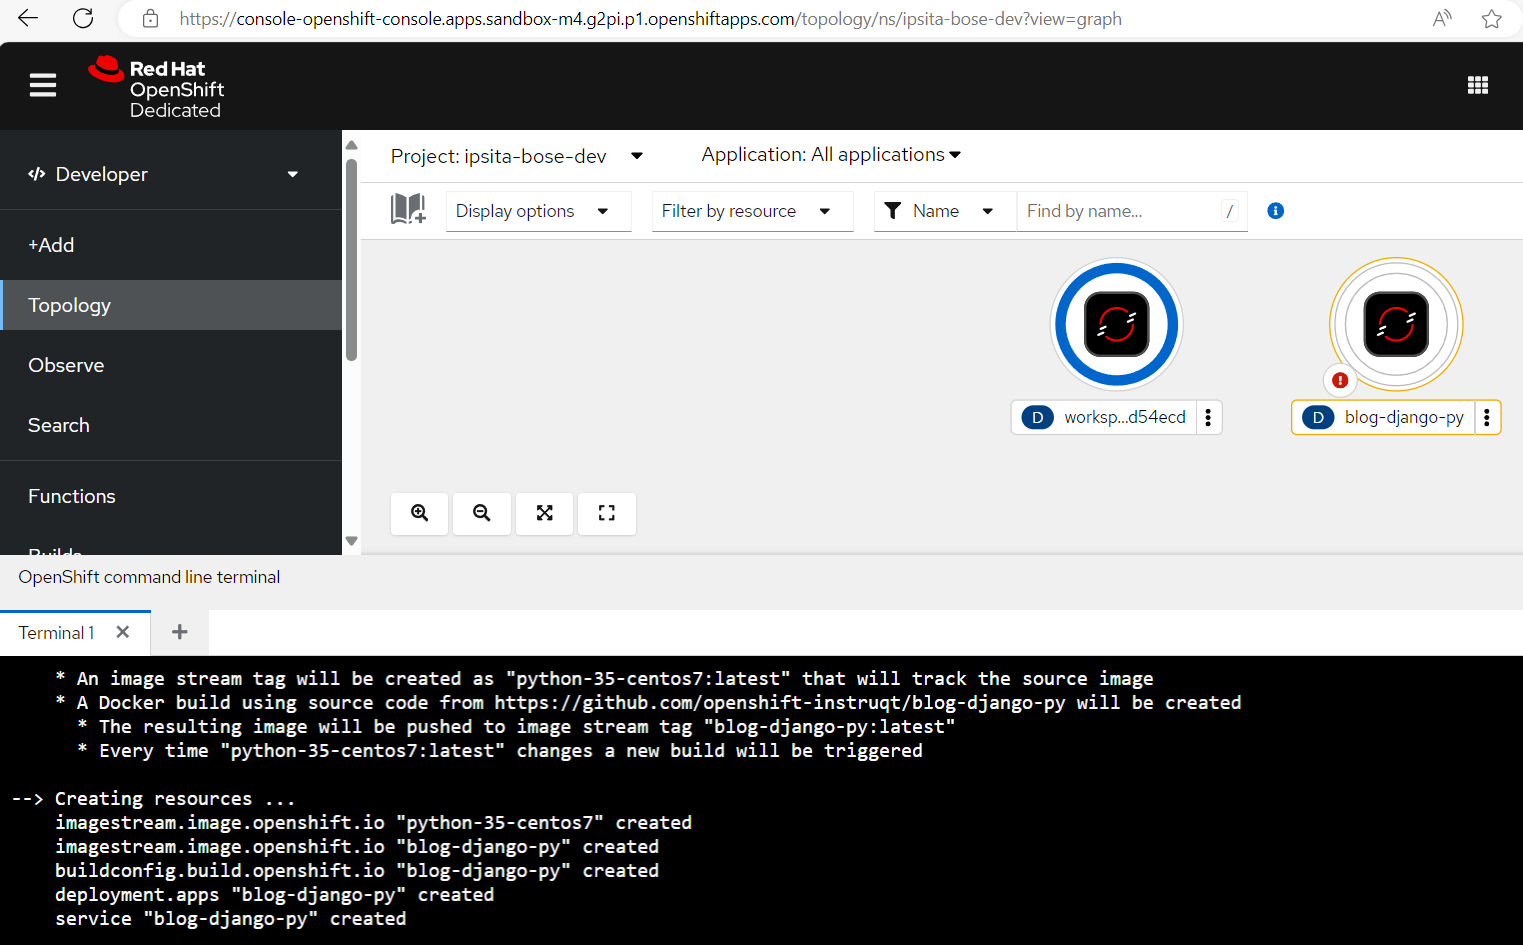 https://console-openshift-console.apps.sandbox-m4.g2pi.p1.openshiftapps.com/topology/ns/ipsita-bose-dev?view=graph
Red Hat
OpenShift
Dedicated
Developer
+Add
Topology
Observe
Search
Functions
Builds
Project: ipsita-bose-dev
Application: All applications
Display options
Filter by resource
Name
Find by name...
/
D worksp...d54ecd
D blog-django-py
OpenShift command line terminal
Terminal 1
* An image stream tag will be created as "python-35-centos7:latest" that will track the source image
* A Docker build using source code from https://github.com/openshift-instruqt/blog-django-py will be created
* The resulting image will be pushed to image stream tag "blog-django-py:latest"
* Every time "python-35-centos7:latest" changes a new build will be triggered
--> Creating resources ...
imagestream.image.openshift.io "python-35-centos7" created
imagestream.image.openshift.io "blog-django-py" created
buildconfig.build.openshift.io "blog-django-py" created
deployment.apps "blog-django-py" created
service "blog-django-py" created